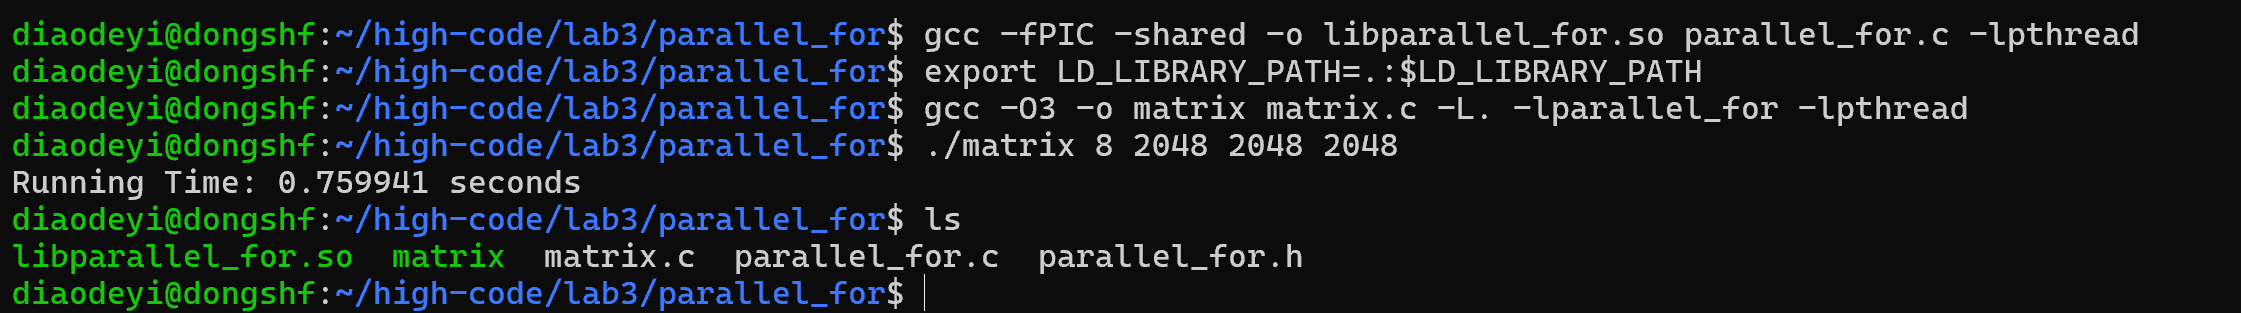 diaodeyi@dongshf:~/high-code/lab3/parallel_for$ gcc -fPIC -shared -o libparallel_for.so parallel_for.c -lpthread
diaodeyi@dongshf:~/high-code/lab3/parallel_for$ export LD_LIBRARY_PATH=.:$LD_LIBRARY_PATH
diaodeyi@dongshf:~/high-code/lab3/parallel_for$ gcc -O3 -o matrix matrix.c -L. -lparallel_for -lpthread
diaodeyi@dongshf:~/high-code/lab3/parallel_for$ ./matrix 8 2048 2048 2048
Running Time: 0.759941 seconds
diaodeyi@dongshf:~/high-code/lab3/parallel_for$ ls
libparallel_for.so  matrix  matrix.c  parallel_for.c  parallel_for.h
diaodeyi@dongshf:~/high-code/lab3/parallel_for$